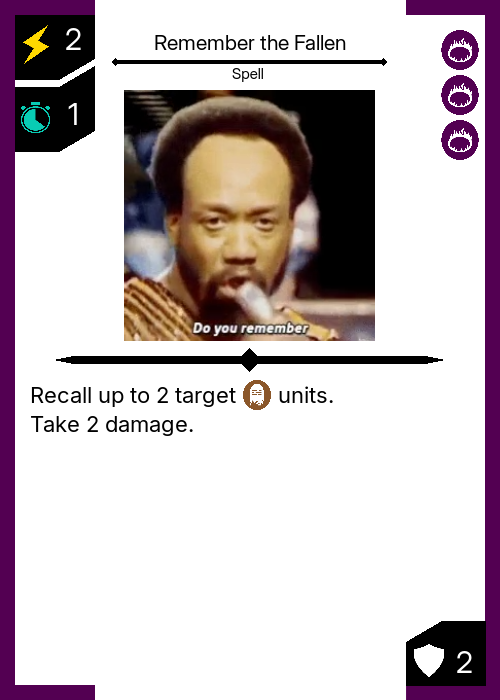 2
Remember the Fallen
Spell
1
Do you remember
Recall up to 2 target units.
Take 2 damage.
2